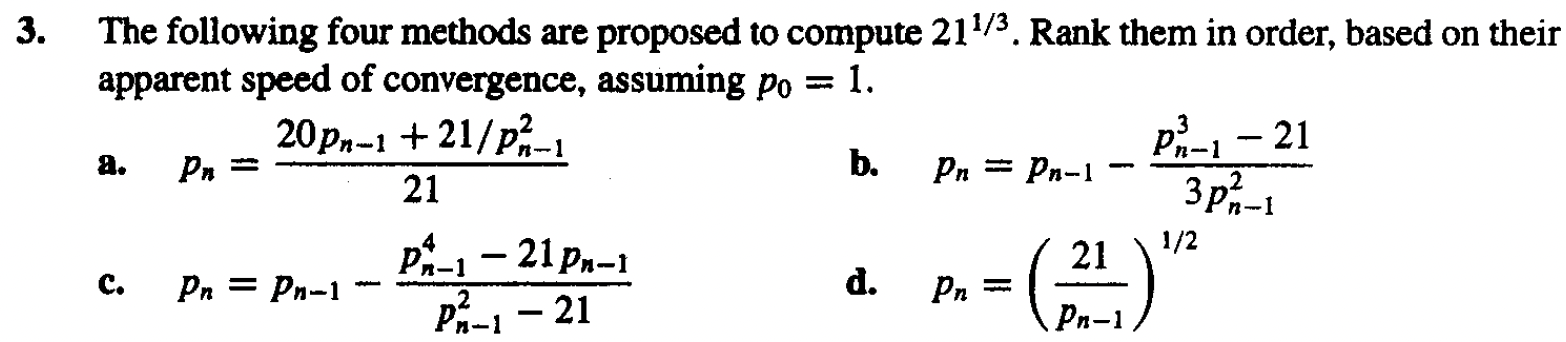 3. The following four methods are proposed to compute 21^{1/3}. Rank them in order, based on their
apparent speed of convergence, assuming p_0 = 1.
a. p_n = \frac{20p_{n-1} + 21/p_{n-1}^2}{21} b. p_n = p_{n-1} - \frac{p_{n-1}^3 - 21}{3p_{n-1}^2}
c. p_n = p_{n-1} - \frac{p_{n-1}^4 - 21p_{n-1}}{p_{n-1}^2 - 21} d. p_n = \left(\frac{21}{p_{n-1}}\right)^{1/2}